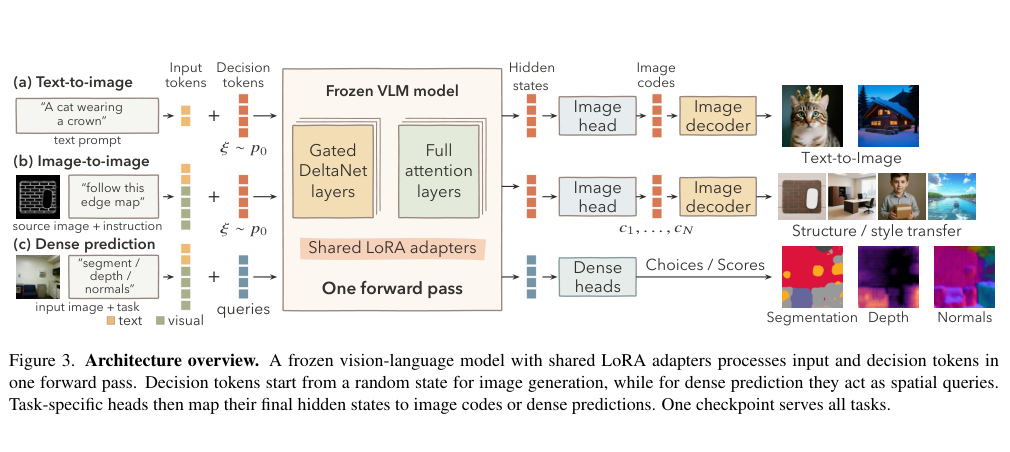 Input tokens
Decision tokens
Hidden states
Image codes
(a) Text-to-image
"A cat wearing a crown"
text prompt
+
ξ ~ p0
Frozen VLM model
Gated DeltaNet layers
Full attention layers
Shared LoRA adapters
One forward pass
Image head
Image decoder
Text-to-Image
(b) Image-to-image
"follow this edge map"
source image + instruction
+
ξ ~ p0
Image head
c1, . . . , cN
Image decoder
Structure / style transfer
(c) Dense prediction
"segment / depth / normals"
input image + task
+
queries
Dense heads
Choices / Scores
Segmentation
Depth
Normals
text
visual
Figure 3. Architecture overview. A frozen vision-language model with shared LoRA adapters processes input and decision tokens in
one forward pass. Decision tokens start from a random state for image generation, while for dense prediction they act as spatial queries.
Task-specific heads then map their final hidden states to image codes or dense predictions. One checkpoint serves all tasks.